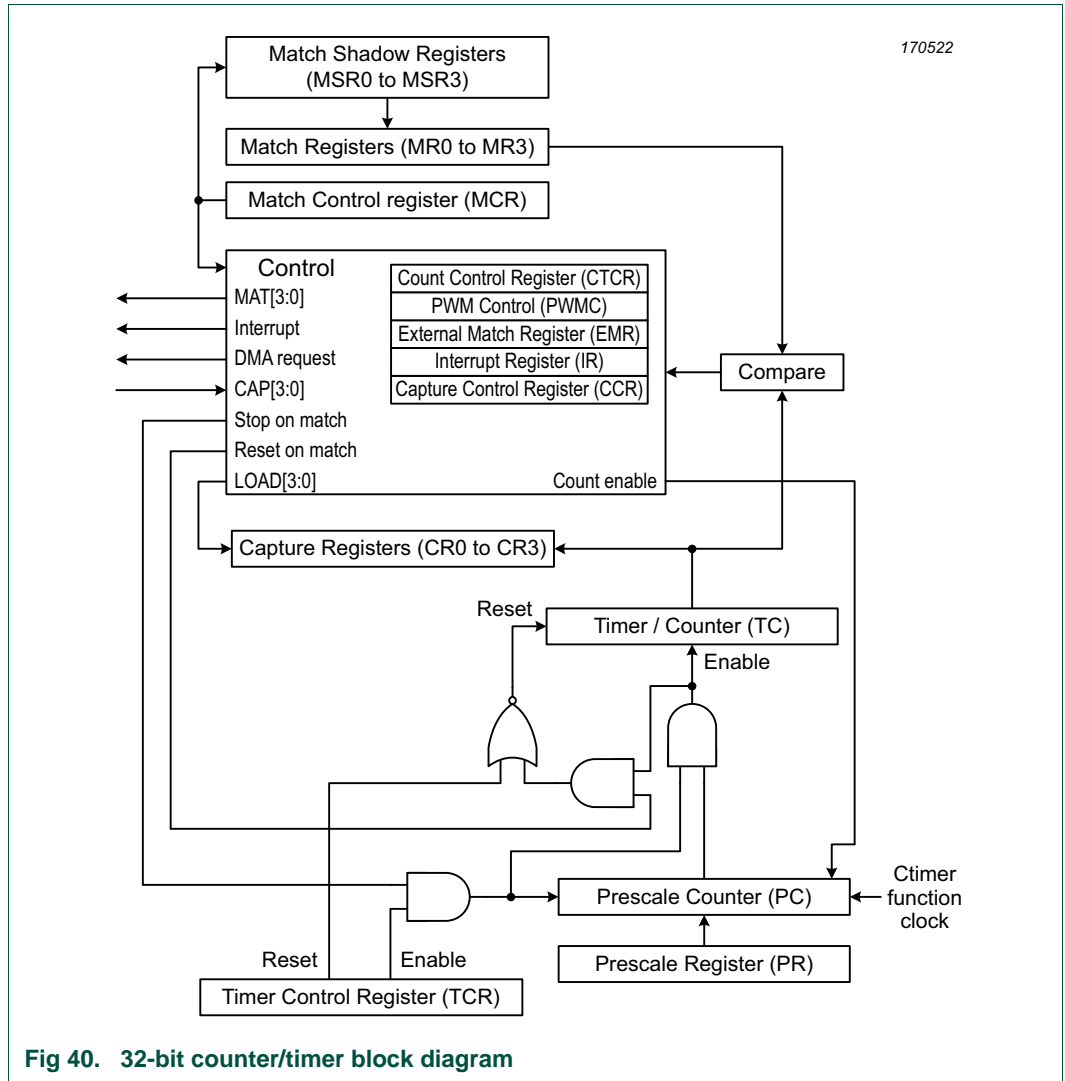 170522
Match Shadow Registers
(MSR0 to MSR3)
Match Registers (MR0 to MR3)
Match Control register (MCR)
Control
MAT[3:0]
Interrupt
DMA request
CAP[3:0]
Stop on match
Reset on match
LOAD[3:0]
Count Control Register (CTCR)
PWM Control (PWMC)
External Match Register (EMR)
Interrupt Register (IR)
Capture Control Register (CCR)
Count enable
Compare
Capture Registers (CR0 to CR3)
Reset
Timer / Counter (TC)
Enable
Prescale Counter (PC)
Ctimer
function
clock
Prescale Register (PR)
Reset
Enable
Timer Control Register (TCR)
Fig 40. 32-bit counter/timer block diagram